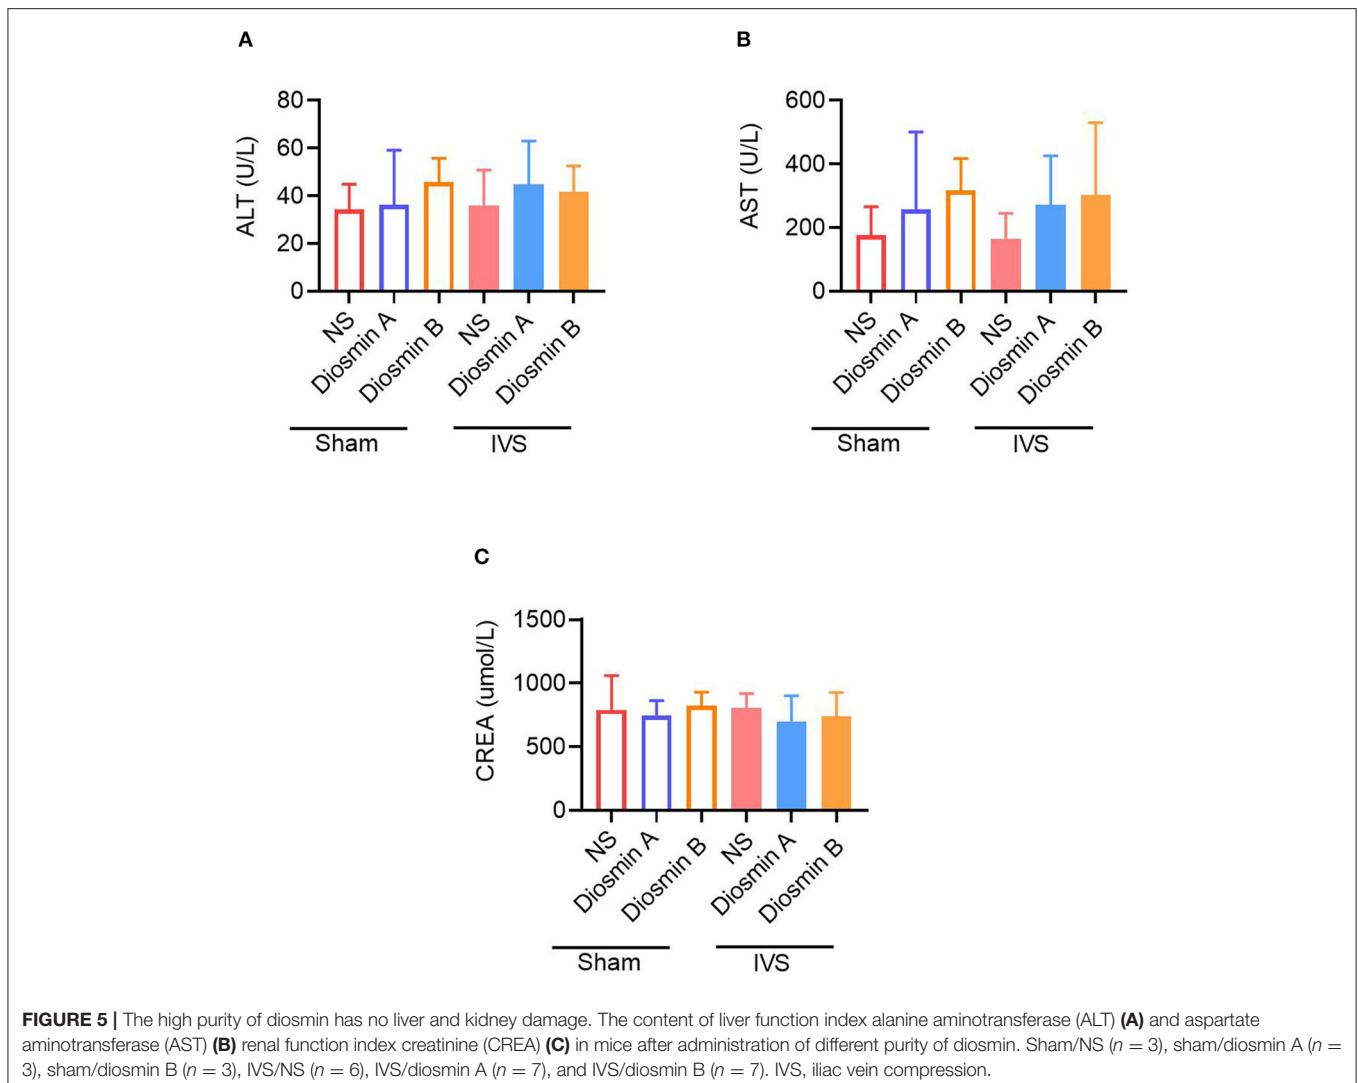 A
80
60
40
20
0
ALT (U/L)
NS
Diosmin A
Diosmin B
NS
Diosmin A
Diosmin B
Sham
IVS
B
600
400
200
0
AST (U/L)
NS
Diosmin A
Diosmin B
NS
Diosmin A
Diosmin B
Sham
IVS
C
1500
1000
500
0
CREA (umol/L)
NS
Diosmin A
Diosmin B
NS
Diosmin A
Diosmin B
Sham
IVS
FIGURE 5 | The high purity of diosmin has no liver and kidney damage. The content of liver function index alanine aminotransferase (ALT) (A) and aspartate
aminotransferase (AST) (B) renal function index creatinine (CREA) (C) in mice after administration of different purity of diosmin. Sham/NS (n = 3), sham/diosmin A (n =
3), sham/diosmin B (n = 3), IVS/NS (n = 6), IVS/diosmin A (n = 7), and IVS/diosmin B (n = 7). IVS, iliac vein compression.